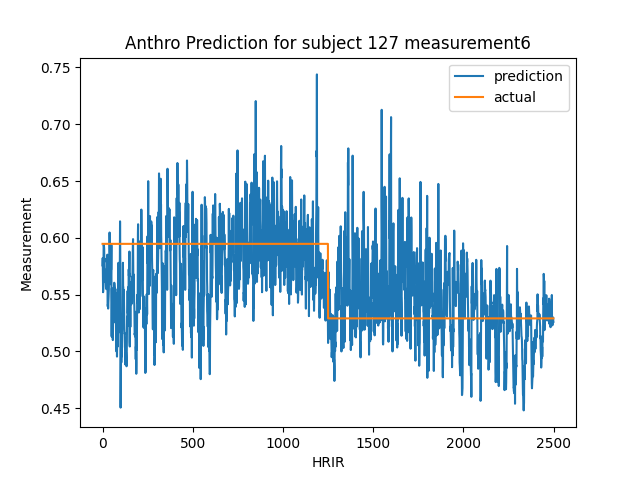 Anthro Prediction for subject 127 measurement6
prediction
actual
Measurement
0.75
0.70
0.65
0.60
0.55
0.50
0.45
0 500 1000 1500 2000 2500
HRIR